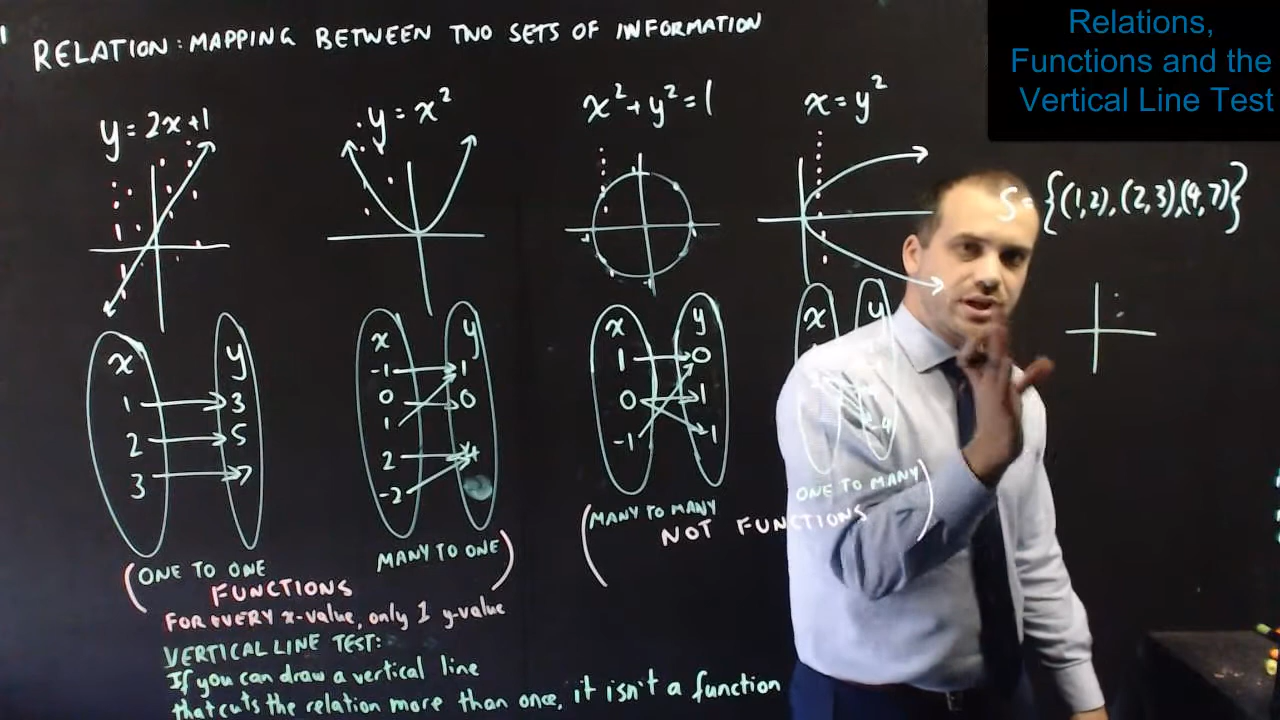 Relations,
Functions and the
Vertical Line Test
RELATION: MAPPING BETWEEN TWO SETS OF INFORMATION
y = 2x+1
y = x²
x² + y² = 1
x = y²
S = {(1,2), (2,3), (4,7)}
x y
1 3
2 5
3 7
x y
-1 1
0 0
1
2
-2
x y
1 0
0 1
-1 -1
x y
(ONE TO ONE
MANY TO ONE)
FUNCTIONS
(MANY TO MANY
ONE TO MANY)
NOT FUNCTIONS
FOR EVERY x-value, only 1 y-value
VERTICAL LINE TEST:
If you can draw a vertical line
that cuts the relation more than once, it isn't a function